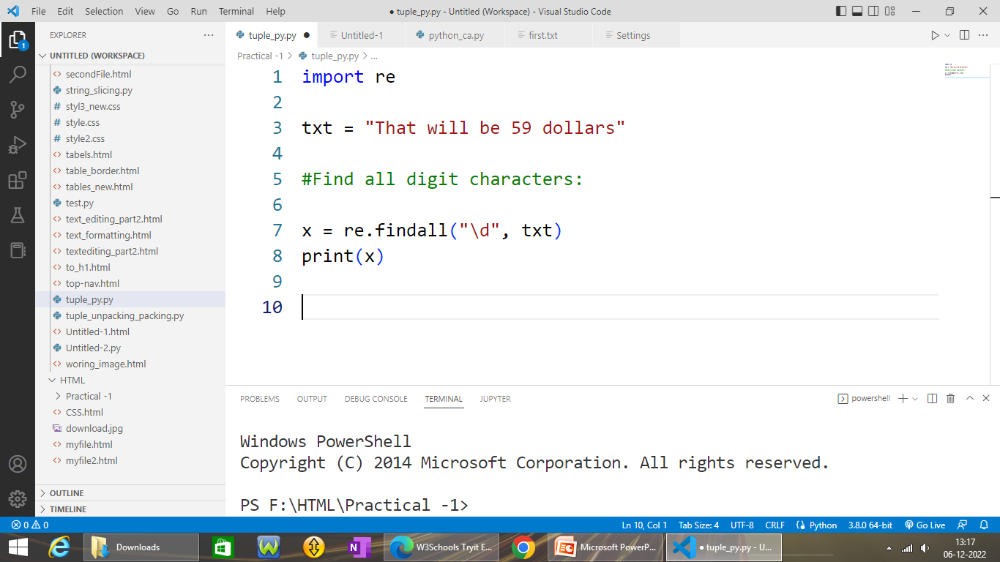 File Edit Selection View Go Run Terminal Help ● tuple_py.py - Untitled (Workspace) - Visual Studio Code
EXPLORER ···
1
UNTITLED (WORKSPACE)
secondFile.html
string_slicing.py
styl3_new.css
style.css
style2.css
tabels.html
table_border.html
tables_new.html
test.py
text_editing_part2.html
text_formatting.html
textediting_part2.html
to_h1.html
top-nav.html
tuple_py.py
tuple_unpacking_packing.py
Untitled-1.html
Untitled-2.py
woring_image.html
HTML
Practical -1
CSS.html
download.jpg
myfile.html
myfile2.html
OUTLINE
TIMELINE
tuple_py.py ● Untitled-1 python_ca.py first.txt Settings
Practical -1 > tuple_py.py > ...
1 import re
2
3 txt = "That will be 59 dollars"
4
5 #Find all digit characters:
6
7 x = re.findall("\d", txt)
8 print(x)
9
10
PROBLEMS OUTPUT DEBUG CONSOLE TERMINAL JUPYTER powershell
Windows PowerShell
Copyright (C) 2014 Microsoft Corporation. All rights reserved.
PS F:\HTML\Practical -1>
0 0 Ln 10, Col 1 Tab Size: 4 UTF-8 CRLF Python 3.8.0 64-bit Go Live
Downloads W3Schools Tryit E... Microsoft PowerP... ● tuple_py.py - U... 13:17
06-12-2022